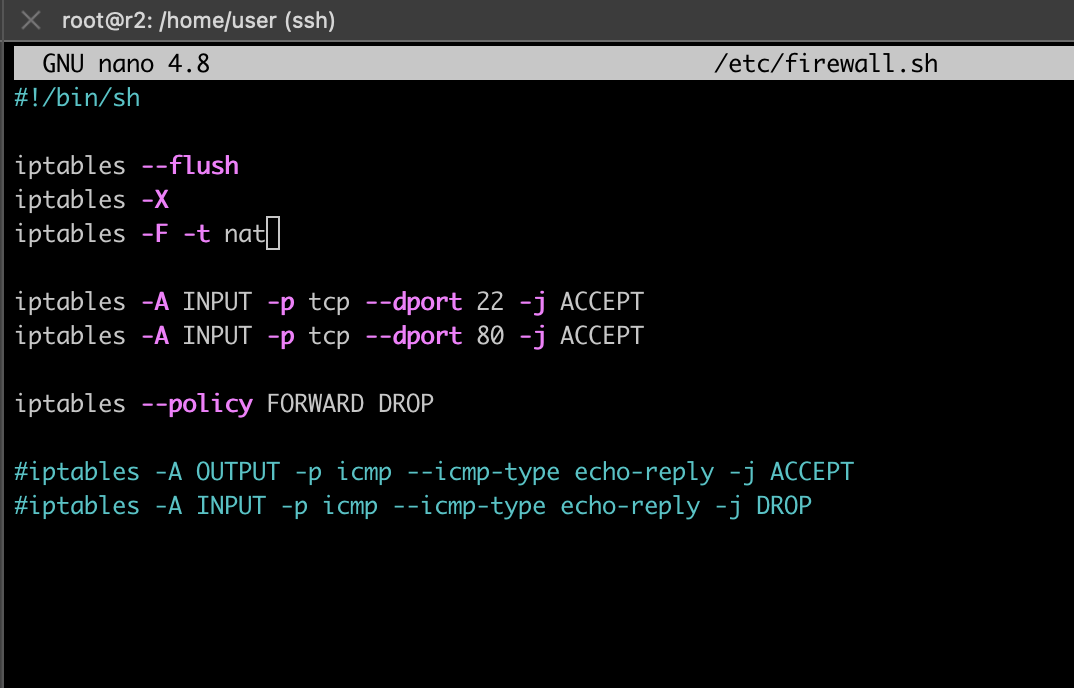 root@r2: /home/user (ssh)
GNU nano 4.8 /etc/firewall.sh
#!/bin/sh
iptables --flush
iptables -X
iptables -F -t nat
iptables -A INPUT -p tcp --dport 22 -j ACCEPT
iptables -A INPUT -p tcp --dport 80 -j ACCEPT
iptables --policy FORWARD DROP
#iptables -A OUTPUT -p icmp --icmp-type echo-reply -j ACCEPT
#iptables -A INPUT -p icmp --icmp-type echo-reply -j DROP